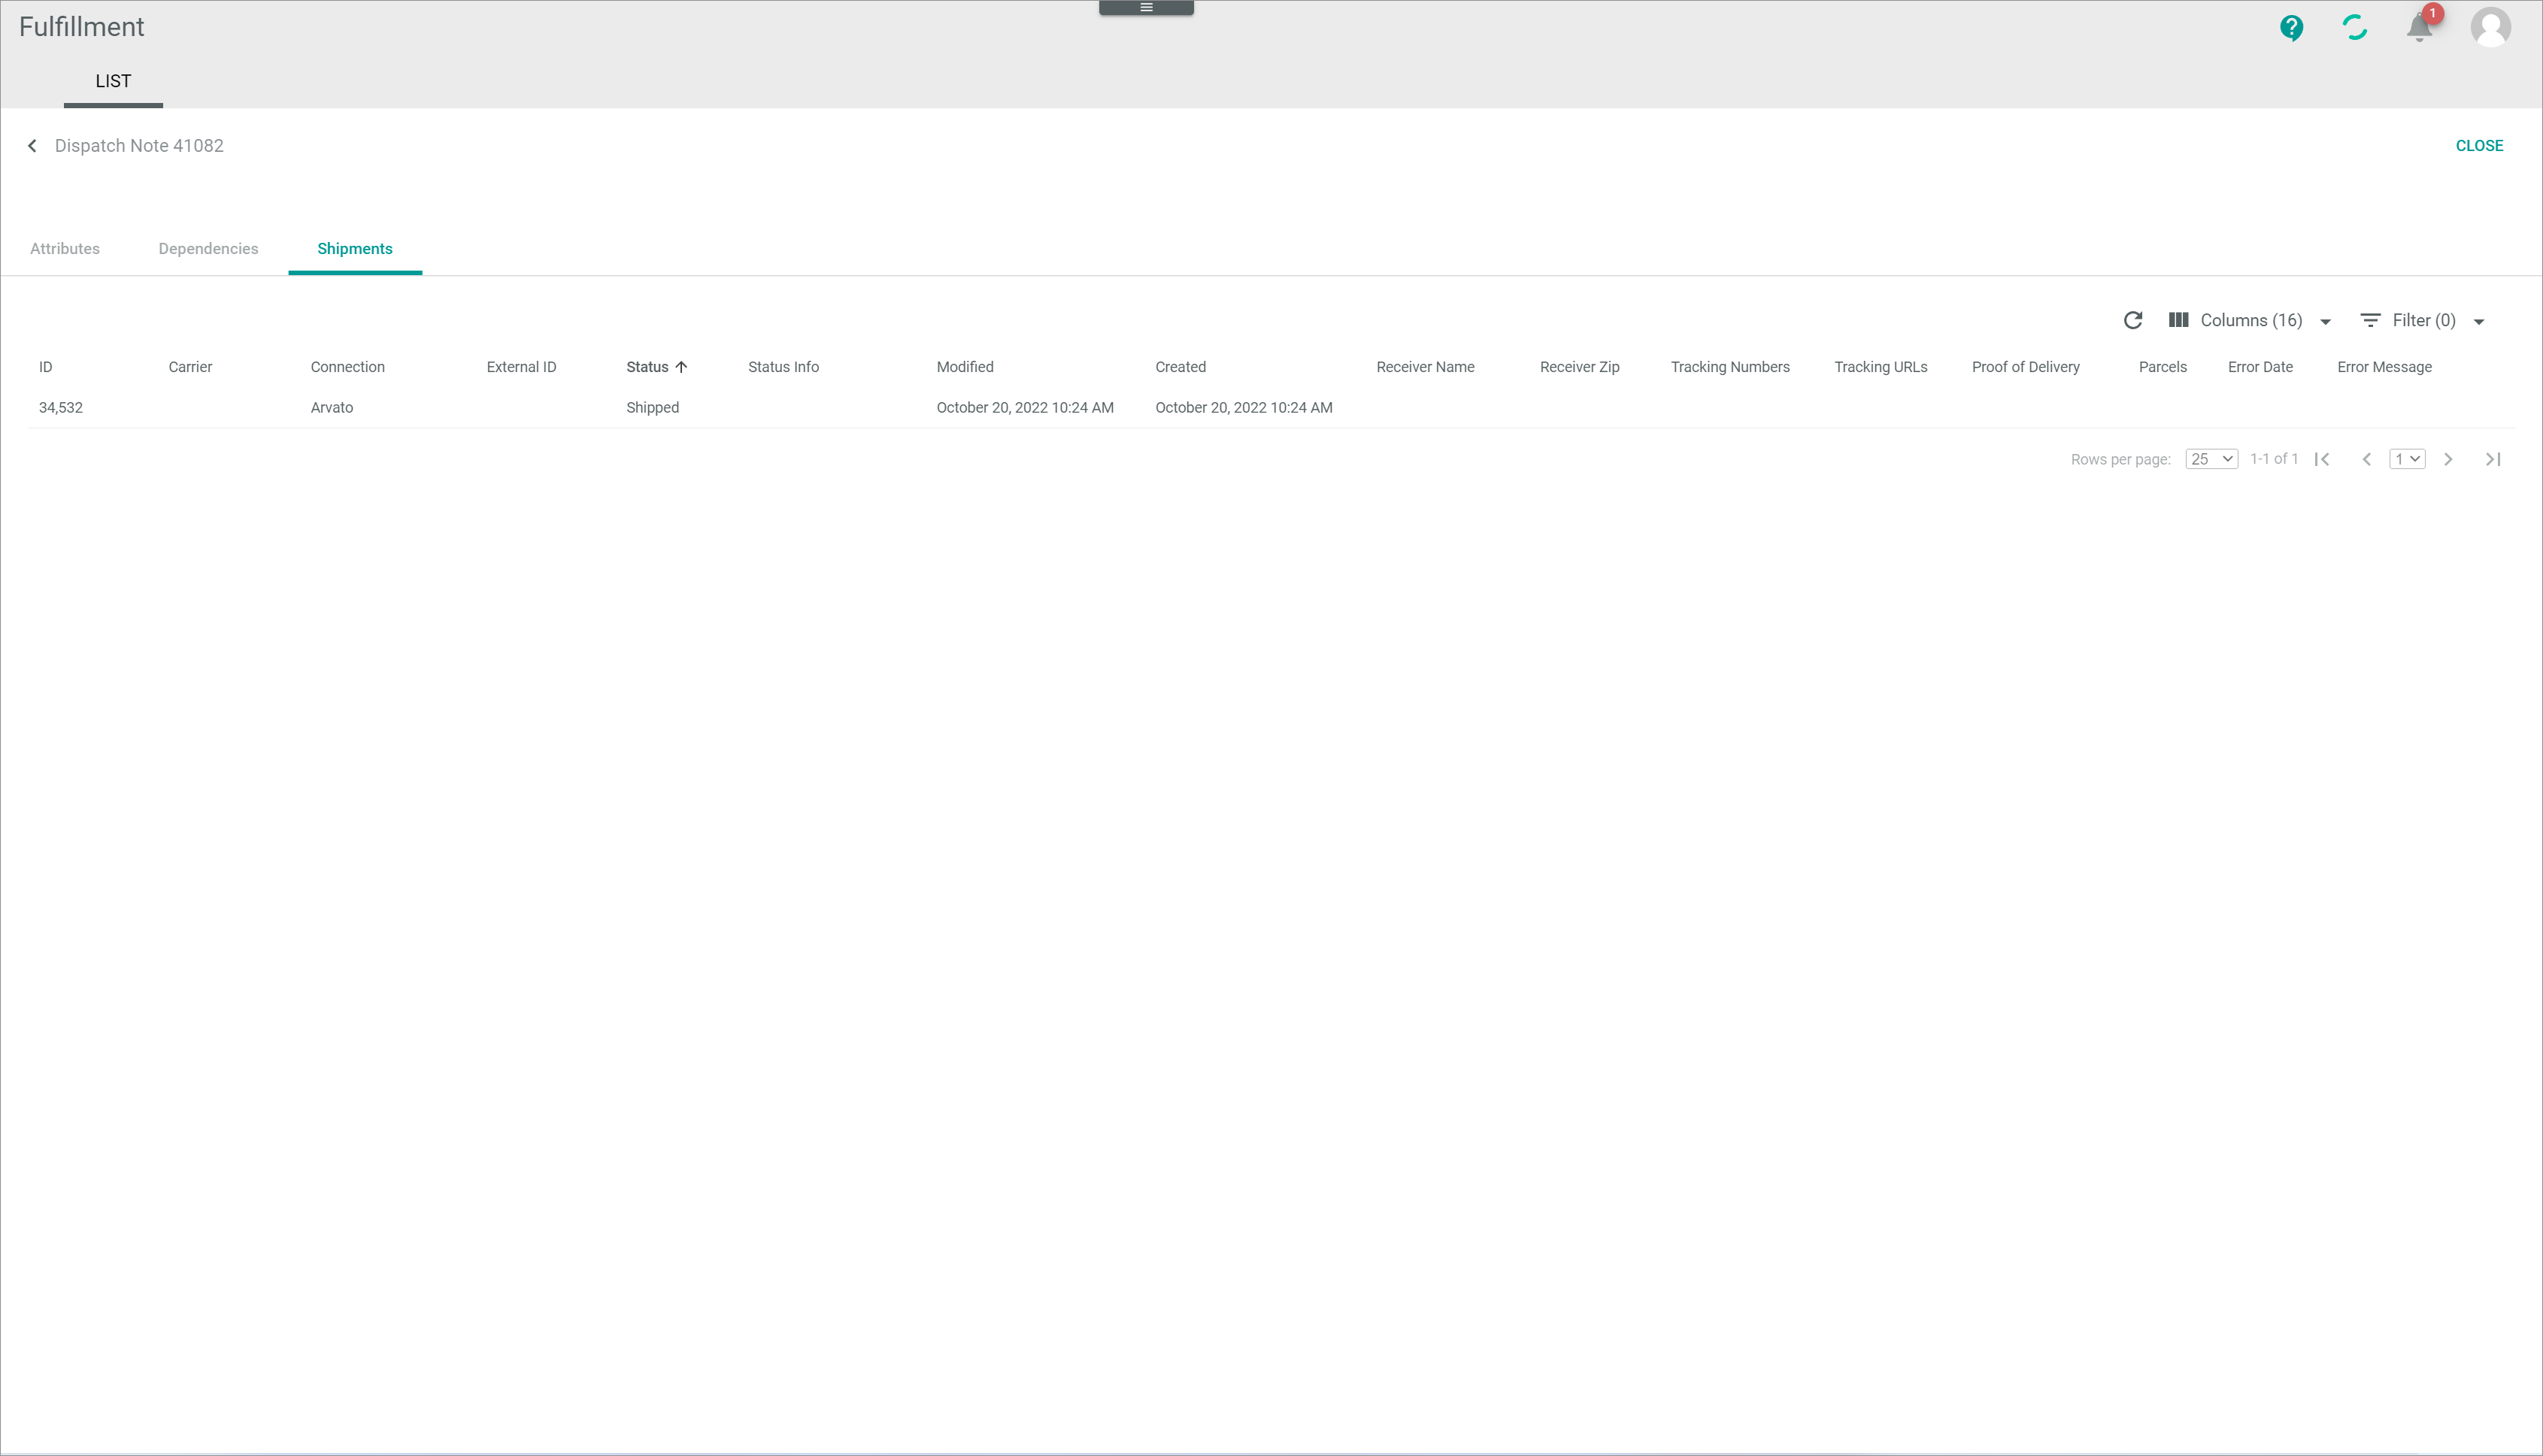 Fulfillment
1
LIST
Dispatch Note 41082
CLOSE
Attributes Dependencies Shipments
Columns (16) Filter (0)
ID Carrier Connection External ID Status Status Info Modified Created Receiver Name Receiver Zip Tracking Numbers Tracking URLs Proof of Delivery Parcels Error Date Error Message
34,532 Arvato Shipped October 20, 2022 10:24 AM October 20, 2022 10:24 AM
Rows per page: 25 1-1 of 1 1